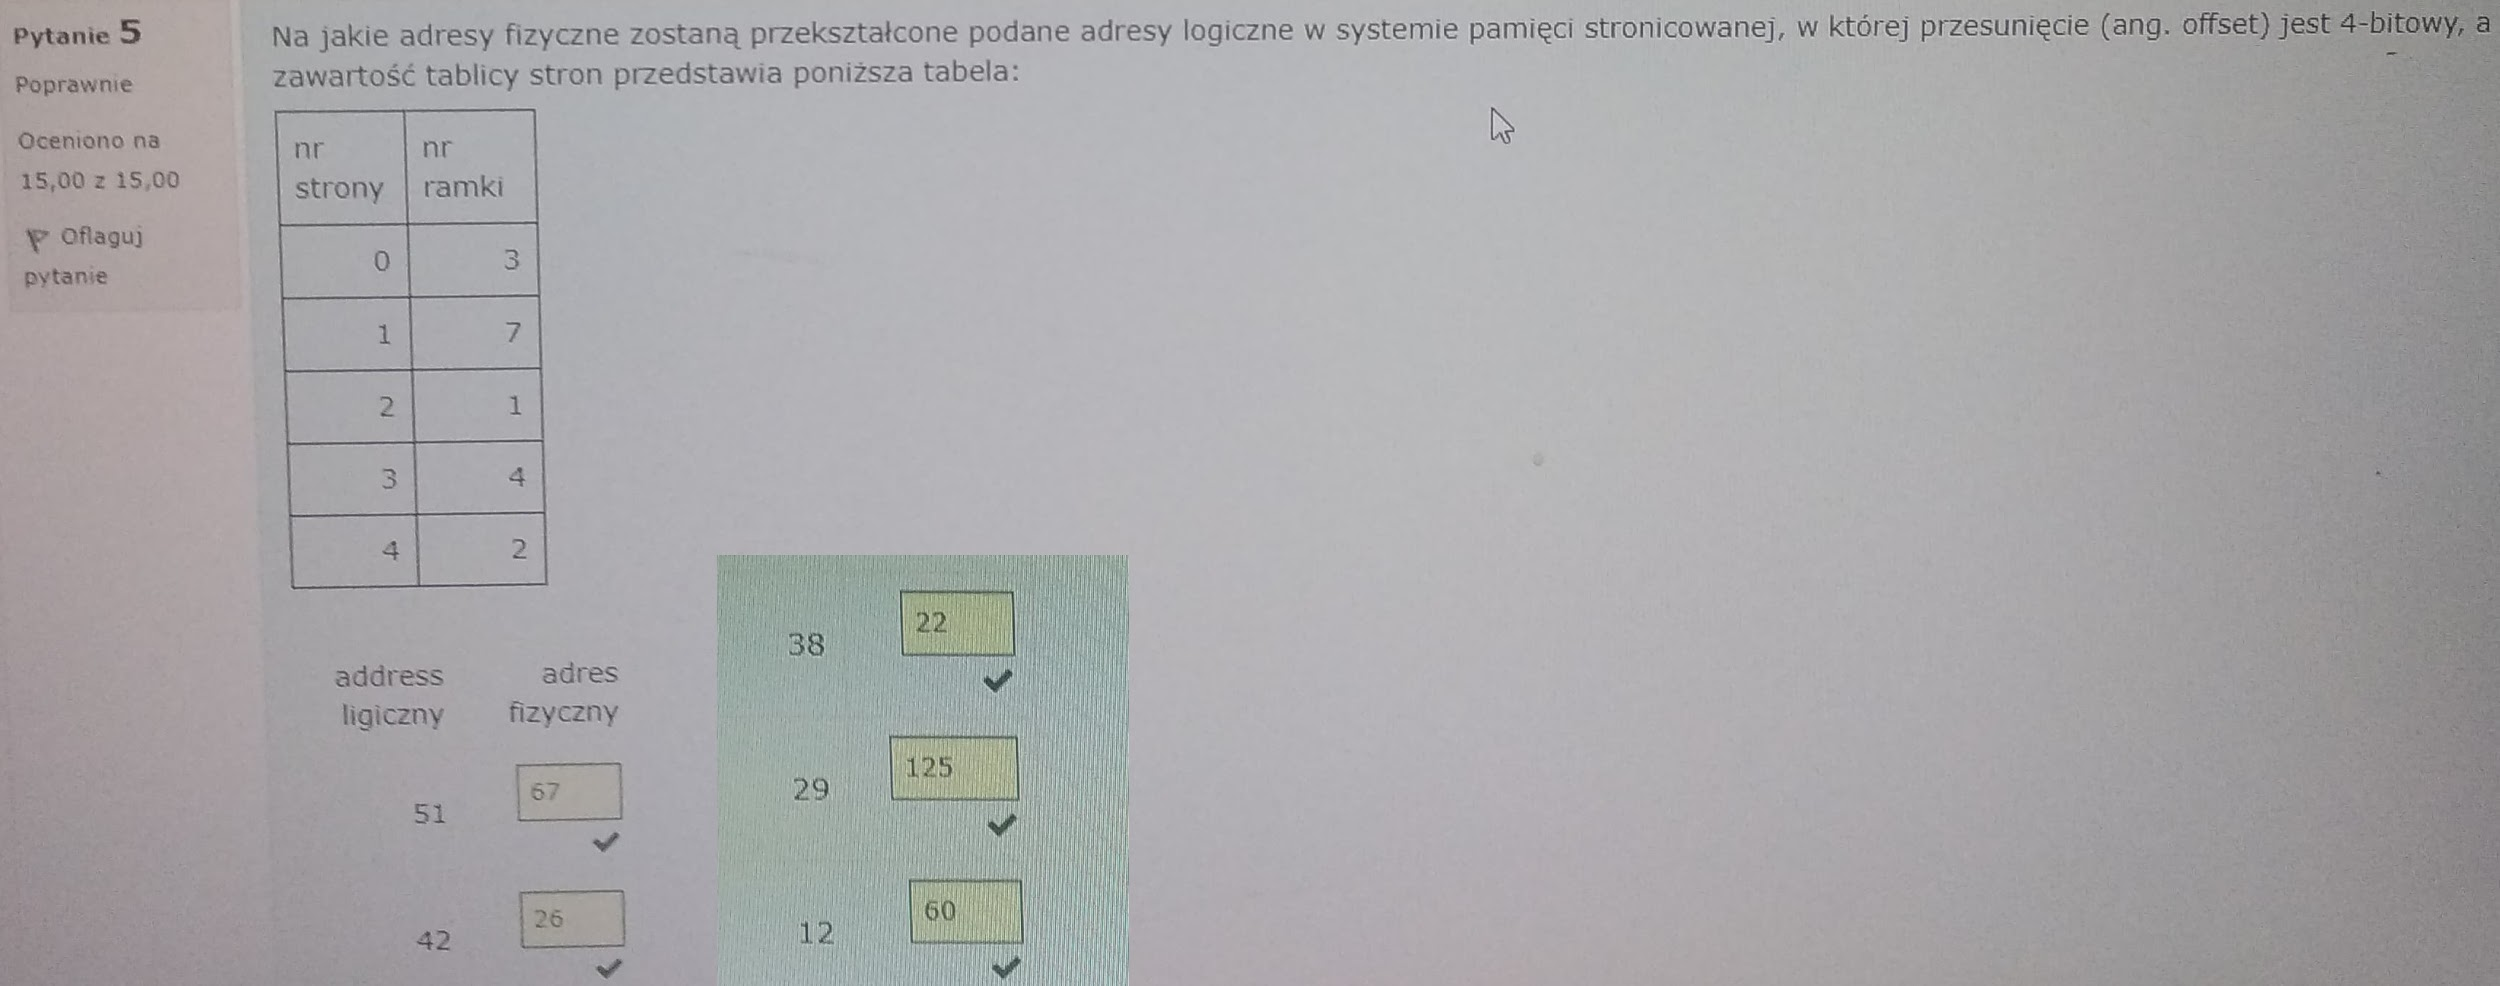 Pytanie 5
Poprawnie
Oceniono na
15,00 z 15,00
Oflaguj
pytanie
Na jakie adresy fizyczne zostaną przekształcone podane adresy logiczne w systemie pamięci stronicowanej, w której przesunięcie (ang. offset) jest 4-bitowy, a
zawartość tablicy stron przedstawia poniższa tabela:
nr strony nr ramki
0 3
1 7
2 1
3 4
4 2
address ligiczny adres fizyczny
51 67
42 26
38 22
29 125
12 60